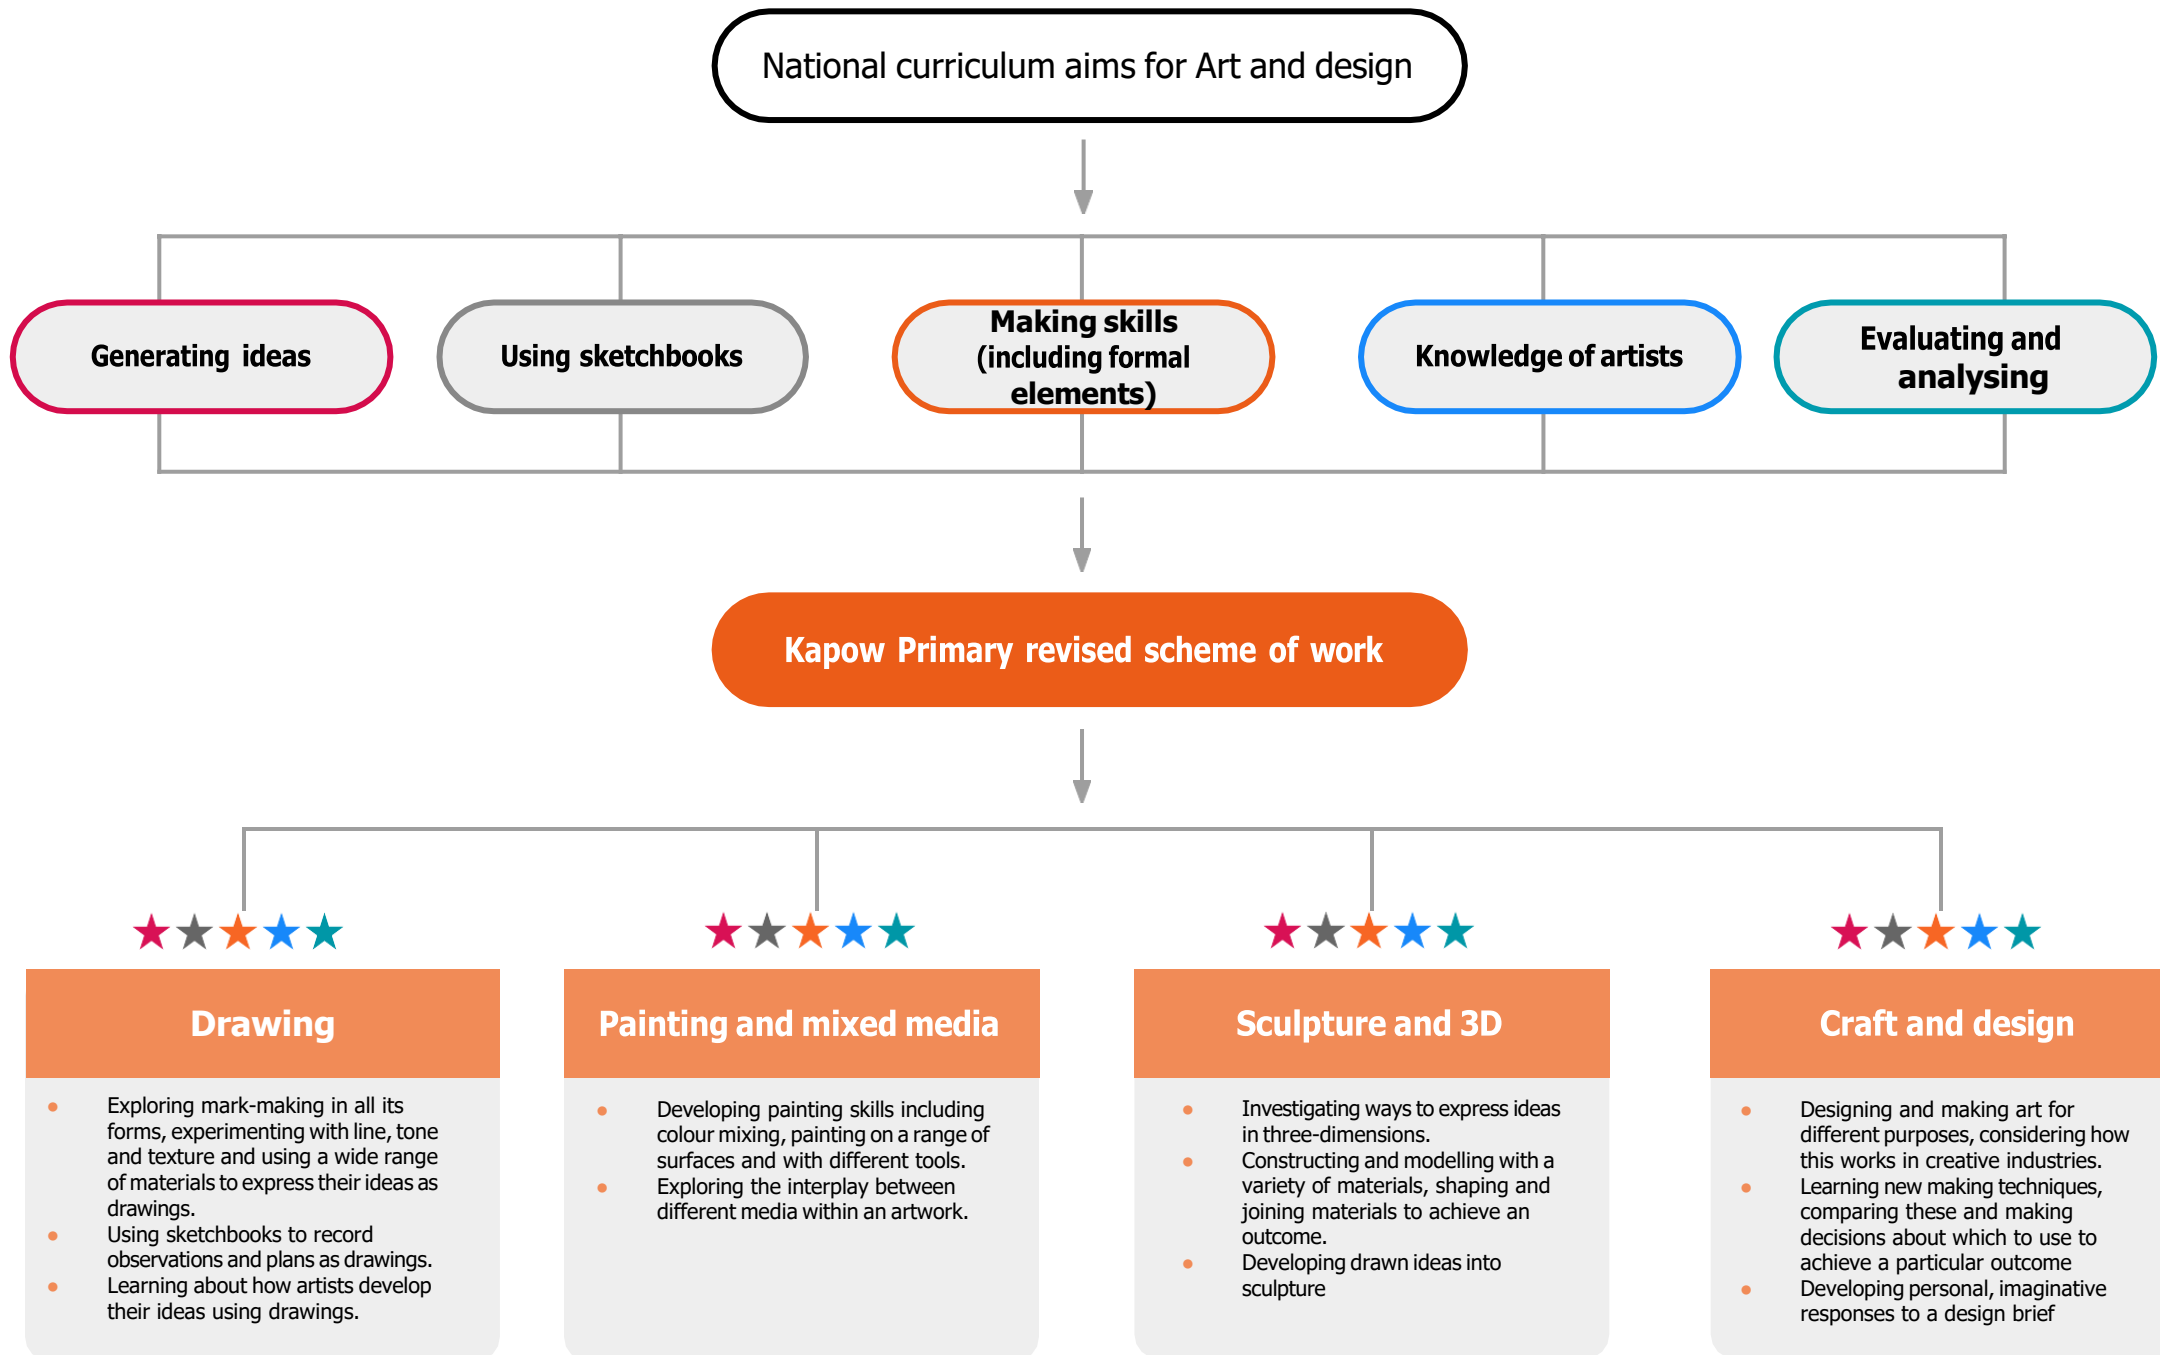 National curriculum aims for Art and design
Generating ideas
Using sketchbooks
Making skills
(including formal
elements)
Knowledge of artists
Evaluating and
analysing
Kapow Primary revised scheme of work
Drawing
• Exploring mark-making in all its
forms, experimenting with line, tone
and texture and using a wide range
of materials to express their ideas as
drawings.
• Using sketchbooks to record
observations and plans as drawings.
• Learning about how artists develop
their ideas using drawings.
Painting and mixed media
• Developing painting skills including
colour mixing, painting on a range of
surfaces and with different tools.
• Exploring the interplay between
different media within an artwork.
Sculpture and 3D
• Investigating ways to express ideas
in three-dimensions.
• Constructing and modelling with a
variety of materials, shaping and
joining materials to achieve an
outcome.
• Developing drawn ideas into
sculpture
Craft and design
• Designing and making art for
different purposes, considering how
this works in creative industries.
• Learning new making techniques,
comparing these and making
decisions about which to use to
achieve a particular outcome
• Developing personal, imaginative
responses to a design brief